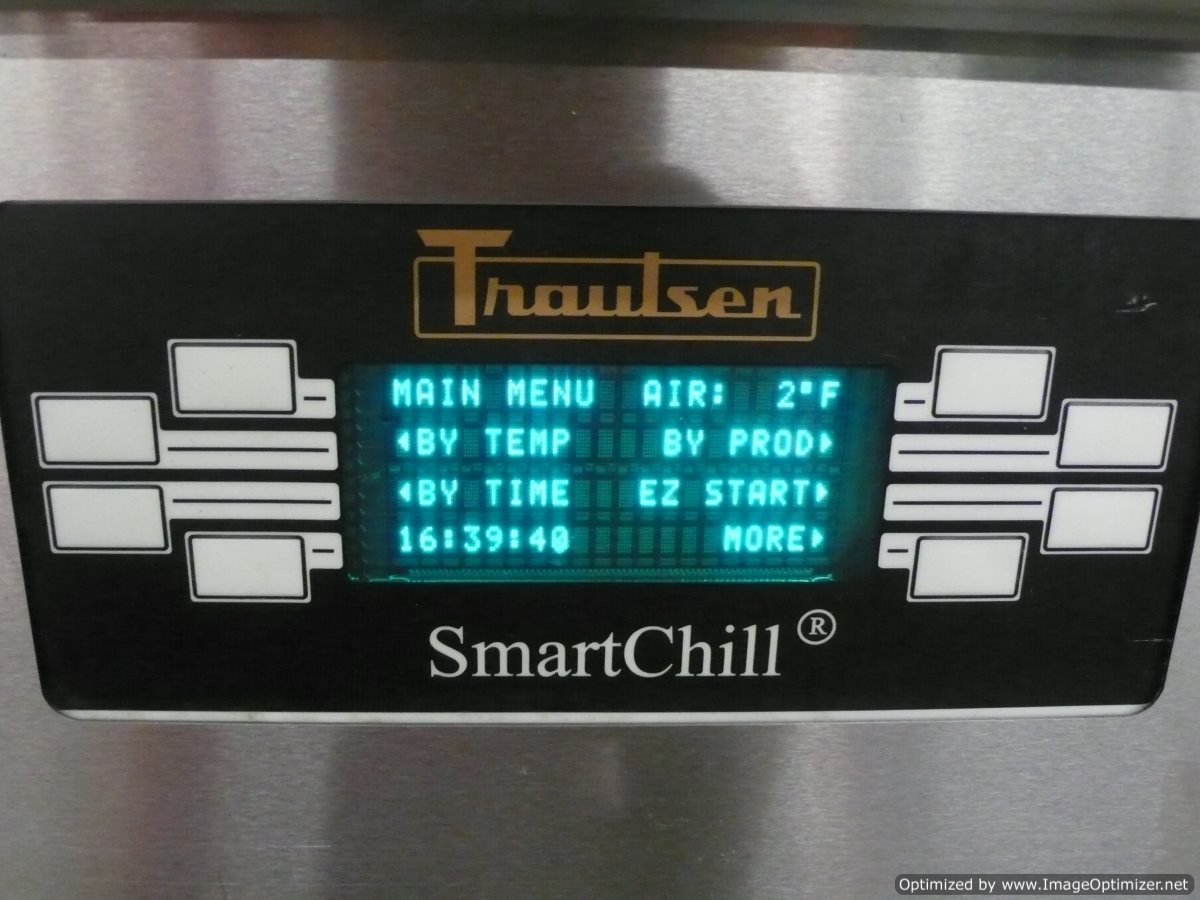 Traulsen
MAIN MENU AIR: 2°F
◂BY TEMP BY PROD▸
◂BY TIME EZ START▸
16:39:40 MORE▸
SmartChill®
Optimized by www.ImageOptimizer.net